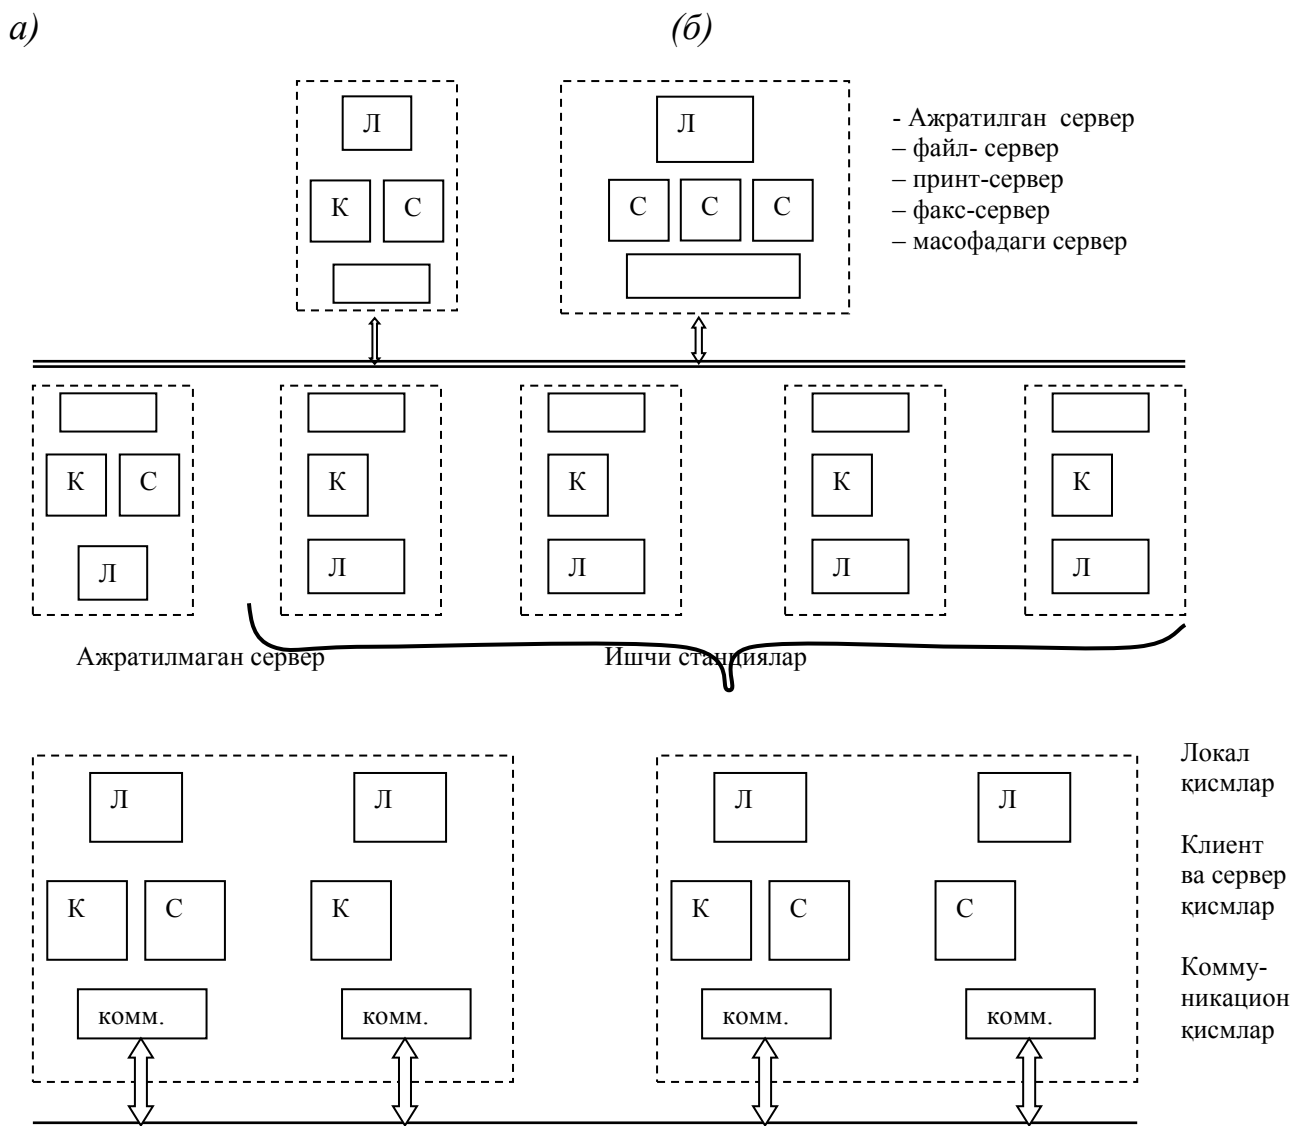 а)
(б)
Л
К С
Л
С С С
- Ажратилган сервер
– файл- сервер
– принт-сервер
– факс-сервер
– масофадаги сервер
К С
Л
К
Л
К
Л
К
Л
К
Л
Ажратилмаган сервер
Ишчи станциялар
Л Л
К С К
комм. комм.
Л Л
К С С
комм. комм.
Локал
қисмлар
Клиент
ва сервер
қисмлар
Комму-
никацион
қисмлар